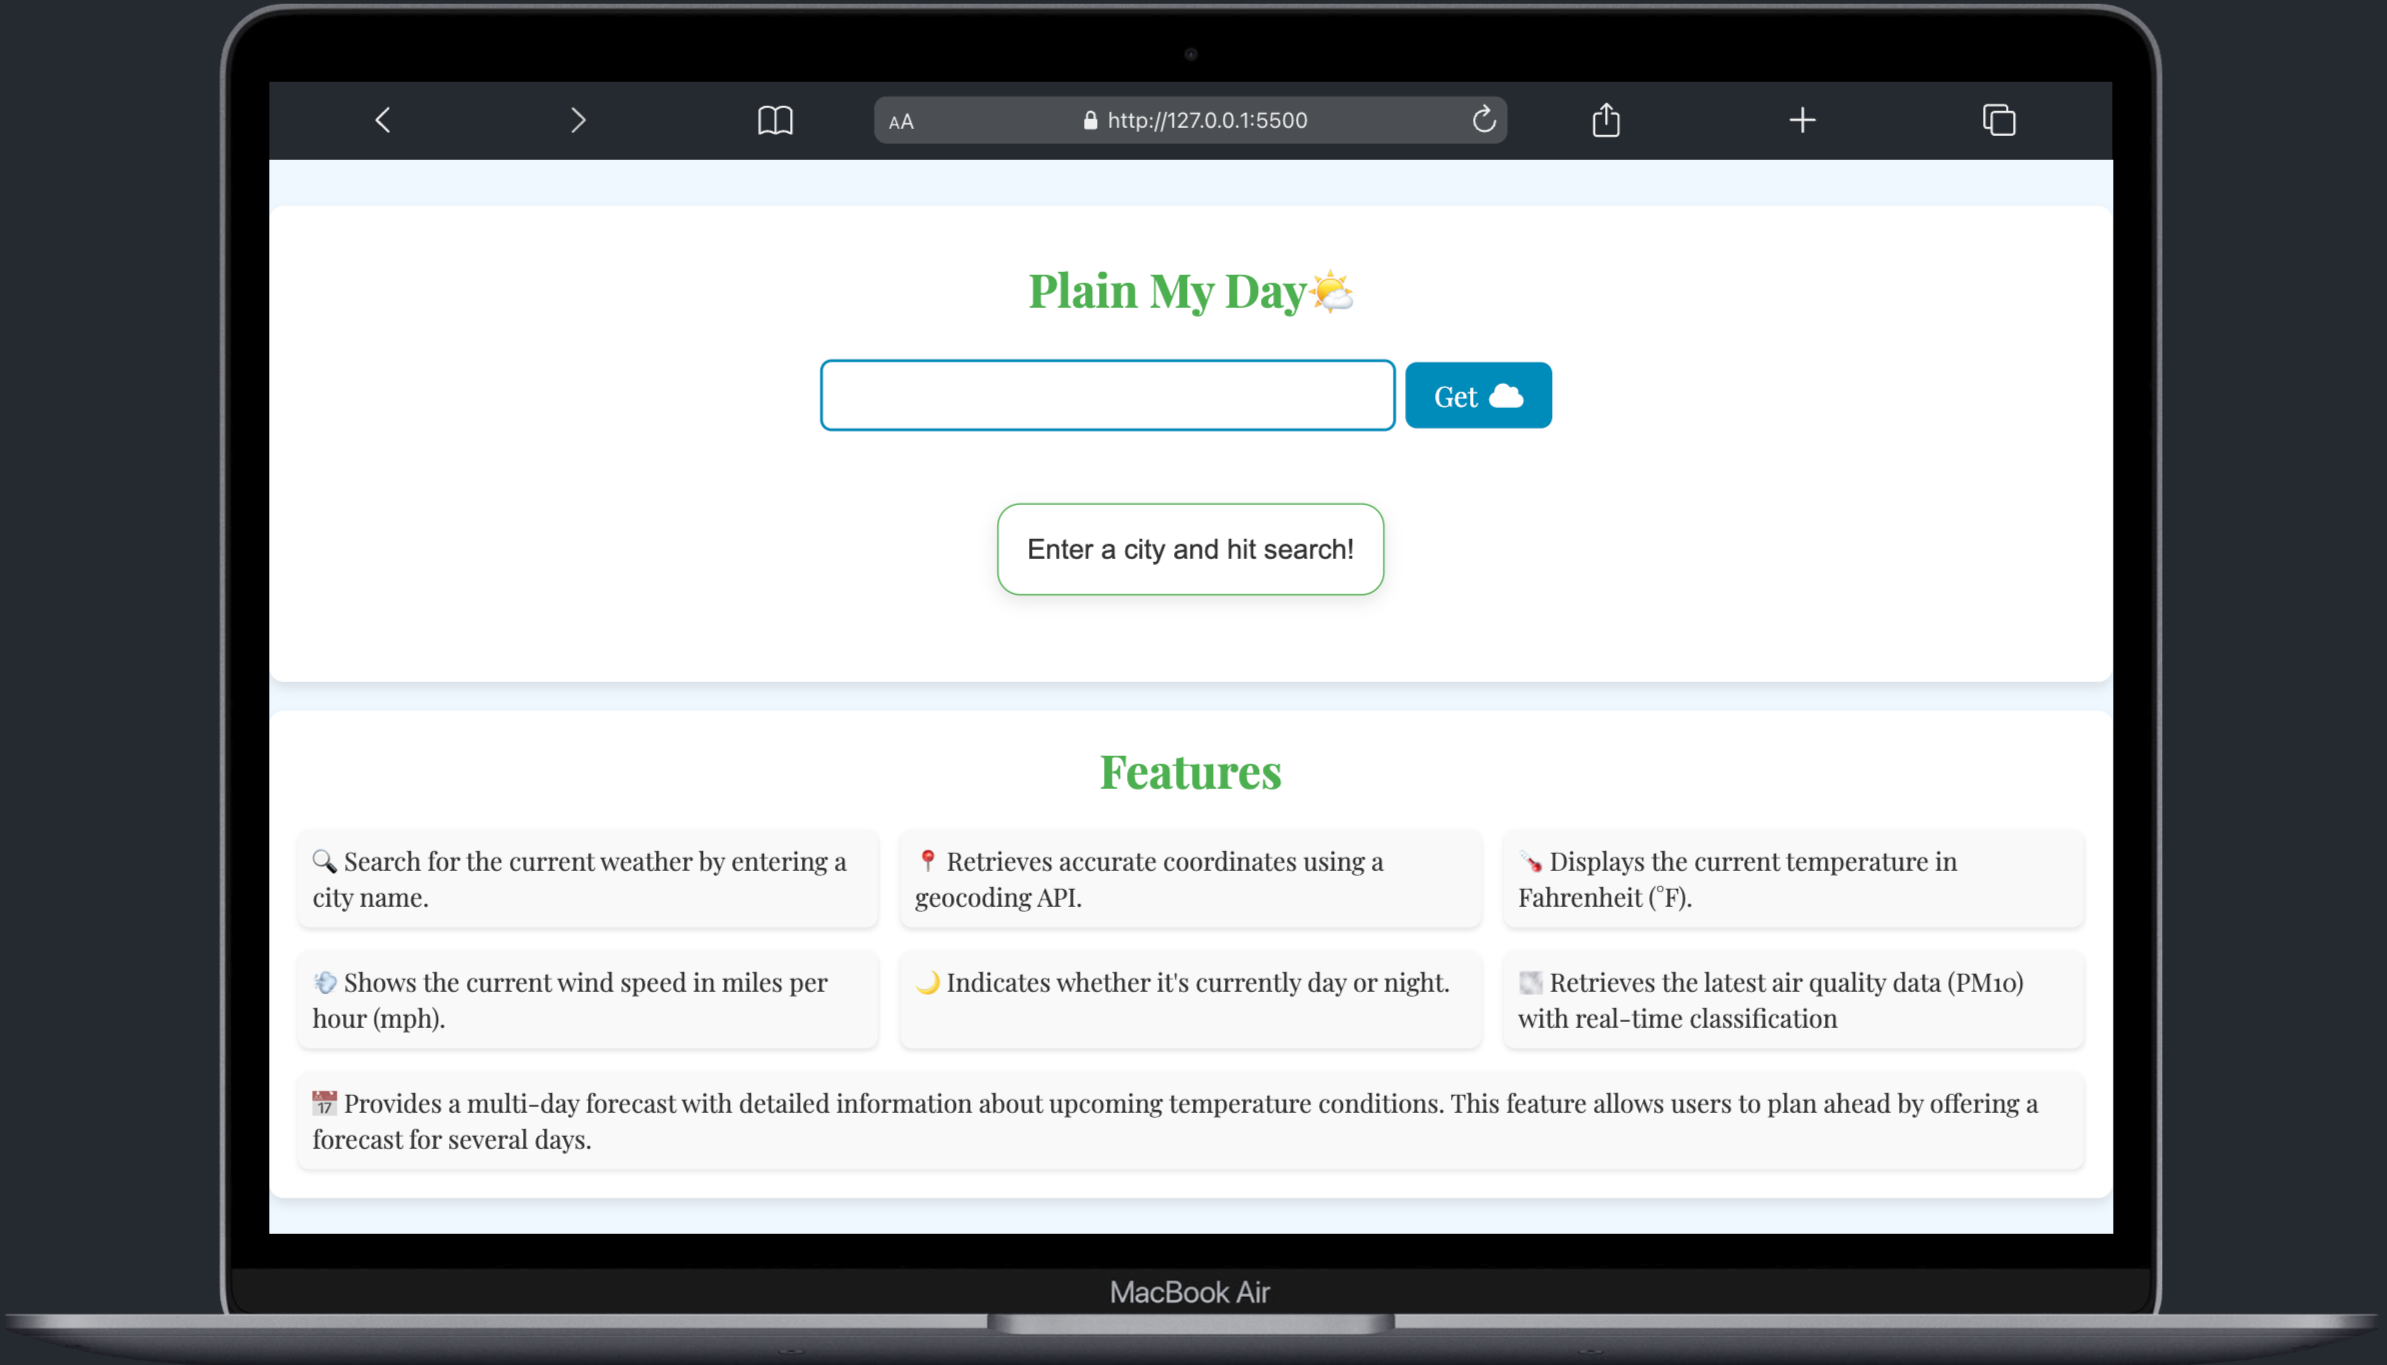 AA
http://127.0.0.1:5500
Plain My Day
Get
Enter a city and hit search!
Features
Search for the current weather by entering a
city name.
Retrieves accurate coordinates using a
geocoding API.
Displays the current temperature in
Fahrenheit (°F).
Shows the current wind speed in miles per
hour (mph).
Indicates whether it's currently day or night.
Retrieves the latest air quality data (PM10)
with real-time classification
17 Provides a multi-day forecast with detailed information about upcoming temperature conditions. This feature allows users to plan ahead by offering a
forecast for several days.
MacBook Air